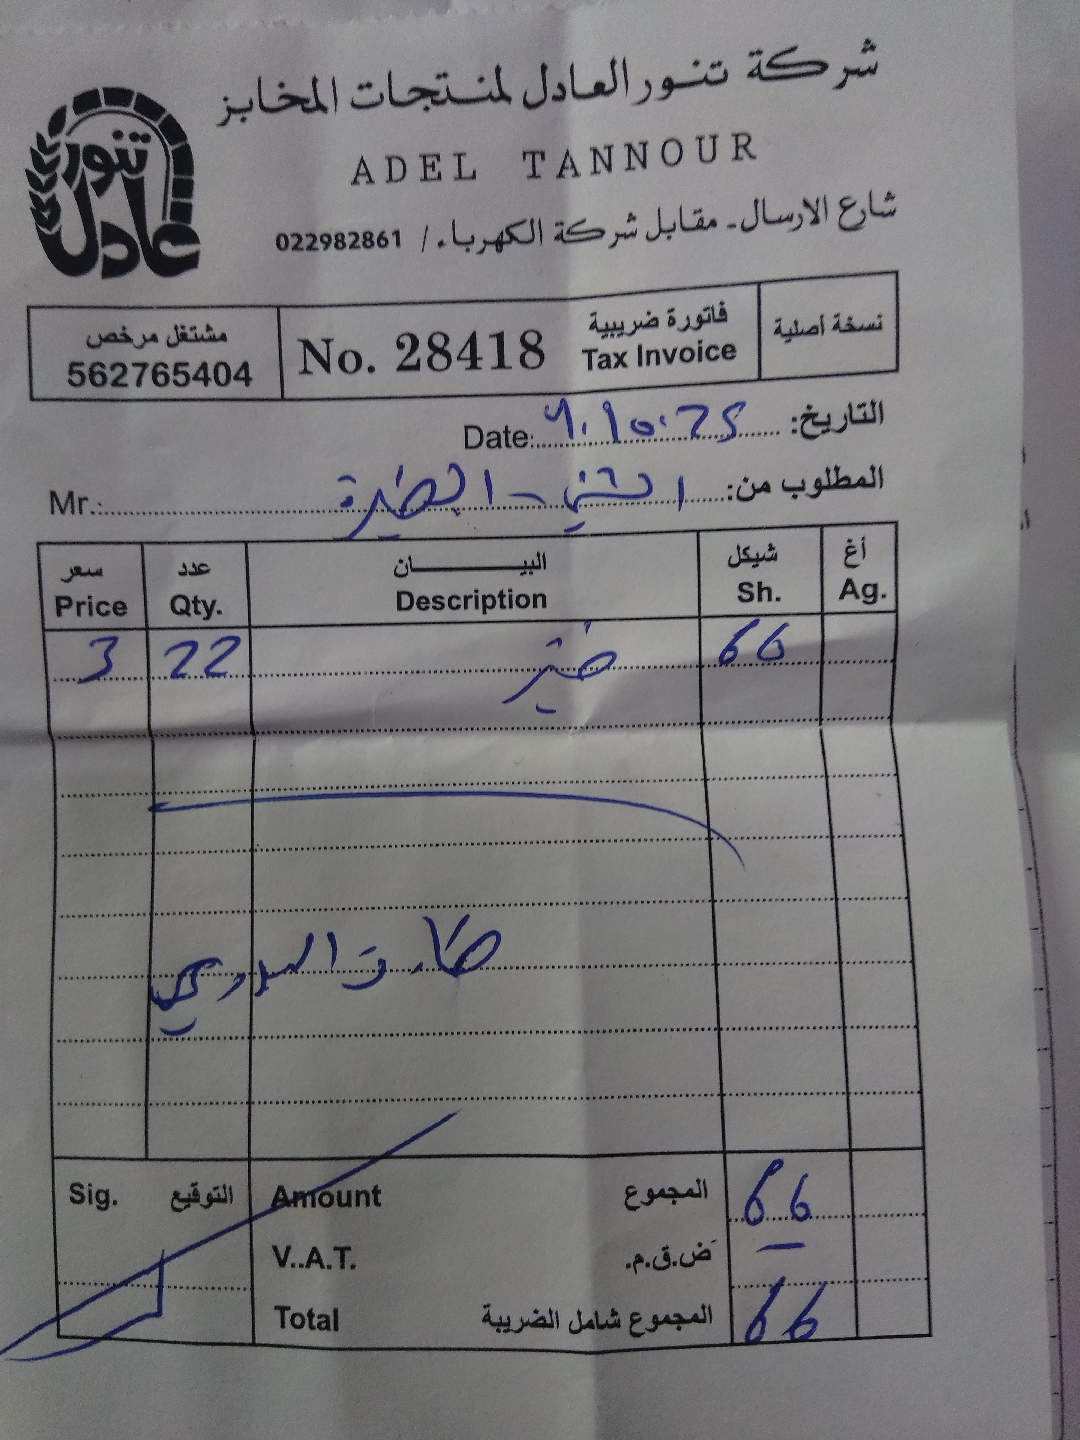 شركة تنور العادل لمنتجات المخابز
تنور عادل
ADEL TANNOUR
شارع الارسال - مقابل شركة الكهرباء / 022982861
نسخة أصلية
فاتورة ضريبية
Tax Invoice
No. 28418
مشتغل مرخص
562765404
التاريخ: Date: 9.10.25
المطلوب من: Mr.:
سعر عدد البيــــــان شيكل أغ
Price Qty. Description Sh. Ag.
3 22 66
طارق
Sig. التوقيع Amount المجموع 66
V..A.T. ض.ق.م. —
Total المجموع شامل الضريبة 66